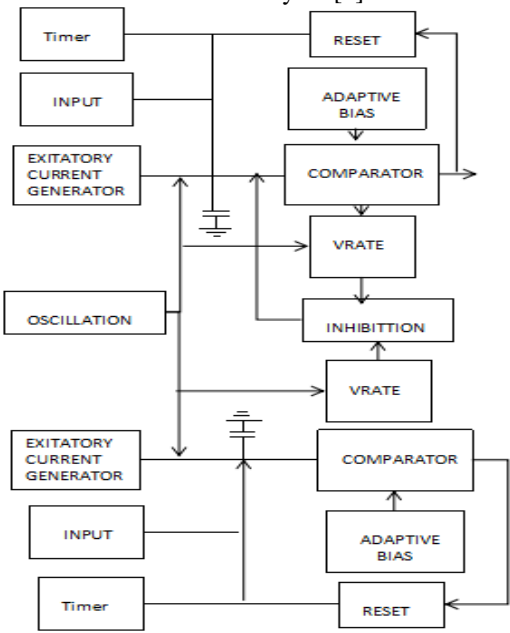 Timer
RESET
INPUT
ADAPTIVE
BIAS
EXITATORY
CURRENT
GENERATOR
COMPARATOR
VRATE
OSCILLATION
INHIBITTION
VRATE
EXITATORY
CURRENT
GENERATOR
COMPARATOR
INPUT
ADAPTIVE
BIAS
Timer
RESET